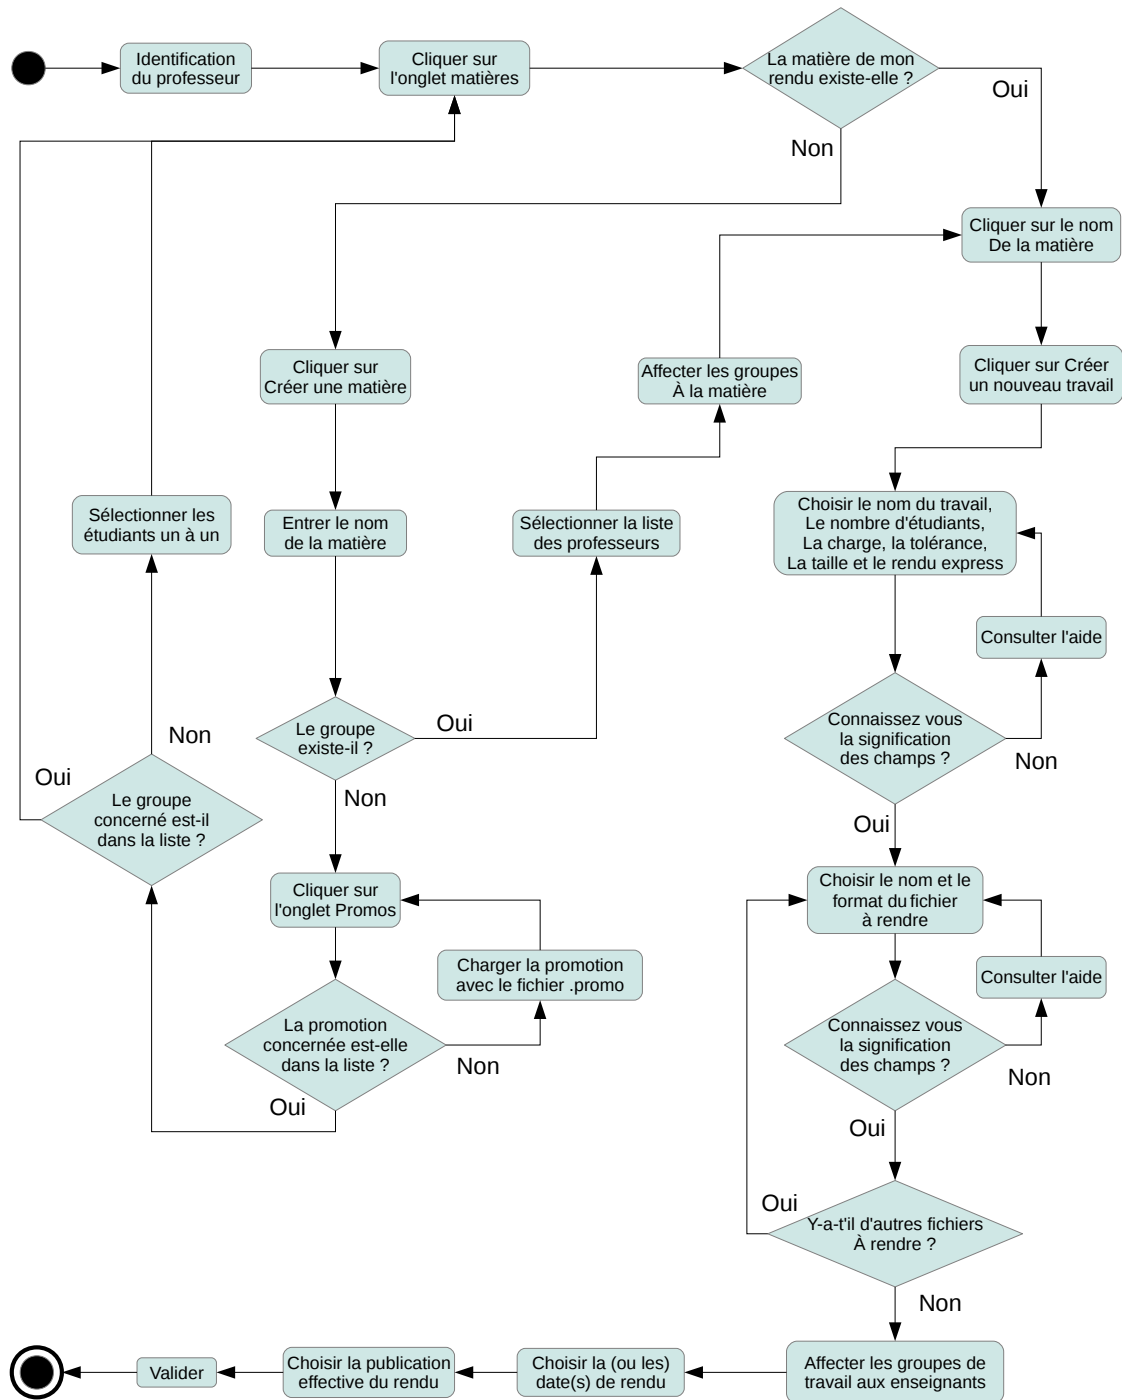 Identification
du professeur
Cliquer sur
l'onglet matières
La matière de mon
rendu existe-elle ?
Oui
Non
Cliquer sur le nom
De la matière
Cliquer sur
Créer une matière
Affecter les groupes
À la matière
Cliquer sur Créer
un nouveau travail
Sélectionner les
étudiants un à un
Entrer le nom
de la matière
Sélectionner la liste
des professeurs
Choisir le nom du travail,
Le nombre d'étudiants,
La charge, la tolérance,
La taille et le rendu express
Consulter l'aide
Le groupe
existe-il ?
Oui
Non
Connaissez vous
la signification
des champs ?
Non
Oui
Non
Oui
Le groupe
concerné est-il
dans la liste ?
Cliquer sur
l'onglet Promos
Choisir le nom et le
format du fichier
à rendre
Charger la promotion
avec le fichier .promo
Consulter l'aide
La promotion
concernée est-elle
dans la liste ?
Non
Oui
Connaissez vous
la signification
des champs ?
Non
Oui
Oui
Y-a-t'il d'autres fichiers
À rendre ?
Non
Valider
Choisir la publication
effective du rendu
Choisir la (ou les)
date(s) de rendu
Affecter les groupes de
travail aux enseignants